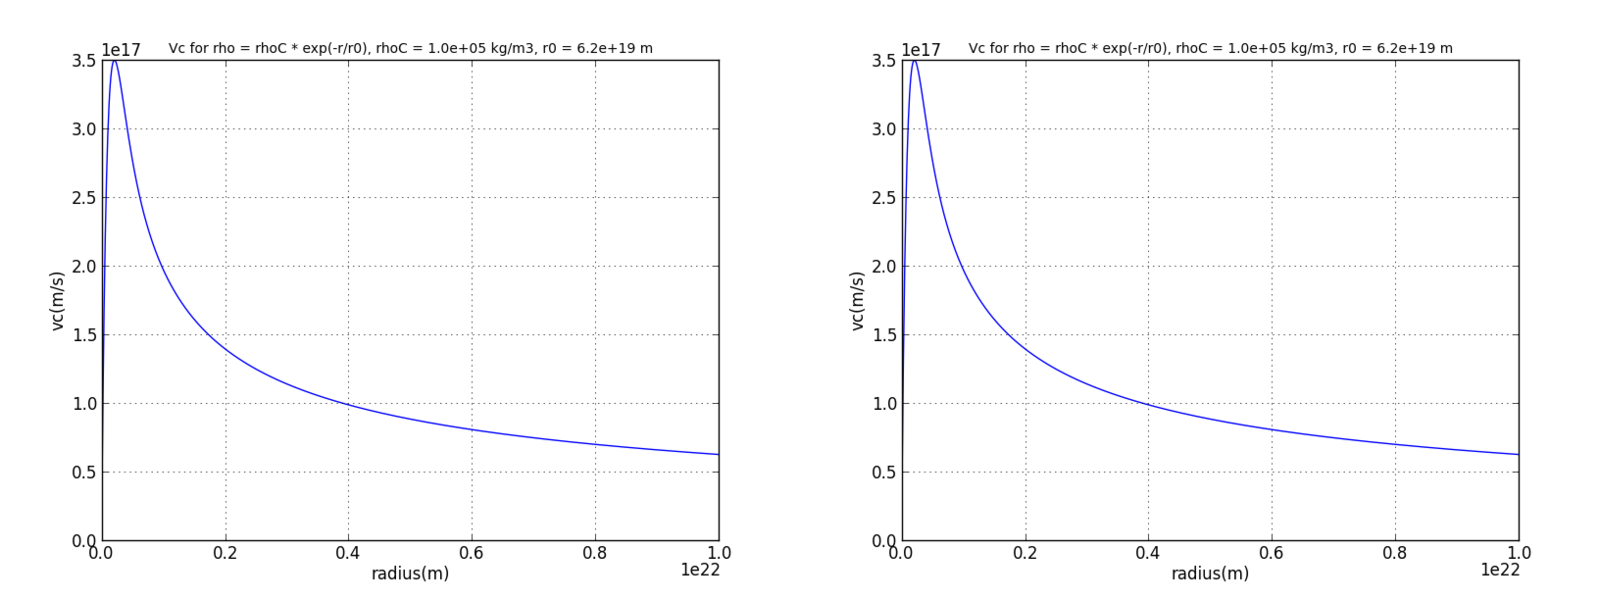 1e17 Vc for rho = rhoC * exp(-r/r0), rhoC = 1.0e+05 kg/m3, r0 = 6.2e+19 m
3.5
3.0
2.5
2.0
1.5
1.0
0.5
0.0
vc(m/s)
0.0 0.2 0.4 0.6 0.8 1.0
1e22
radius(m)
1e17 Vc for rho = rhoC * exp(-r/r0), rhoC = 1.0e+05 kg/m3, r0 = 6.2e+19 m
3.5
3.0
2.5
2.0
1.5
1.0
0.5
0.0
vc(m/s)
0.0 0.2 0.4 0.6 0.8 1.0
1e22
radius(m)